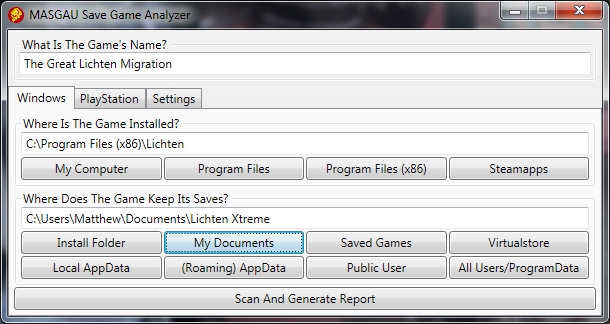 MASGAU Save Game Analyzer
What Is The Game's Name?
The Great Lichten Migration
Windows PlayStation Settings
Where Is The Game Installed?
C:\Program Files (x86)\Lichten
My Computer Program Files Program Files (x86) Steamapps
Where Does The Game Keep Its Saves?
C:\Users\Matthew\Documents\Lichten Xtreme
Install Folder My Documents Saved Games Virtualstore
Local AppData (Roaming) AppData Public User All Users/ProgramData
Scan And Generate Report